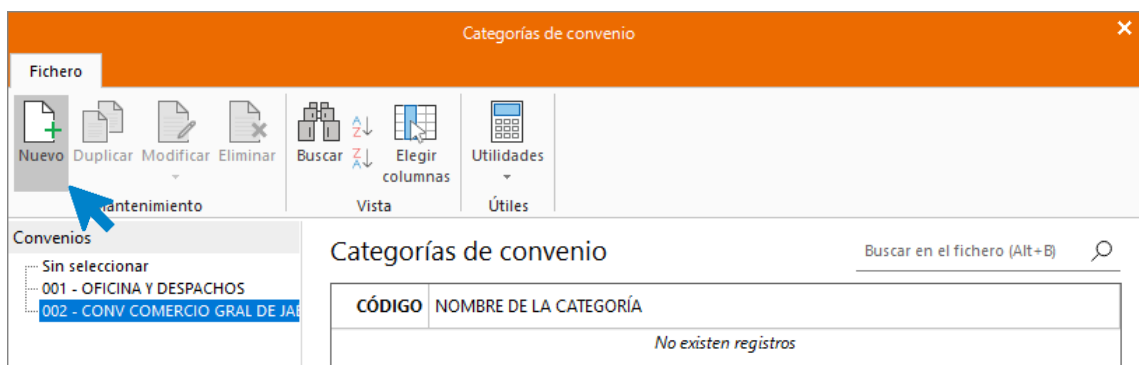 Categorías de convenio
Fichero
Nuevo Duplicar Modificar Eliminar Buscar Elegir columnas Utilidades
Vista Útiles
Convenios
Sin seleccionar
001 - OFICINA Y DESPACHOS
002 - CONV COMERCIO GRAL DE
Categorías de convenio
Buscar en el fichero (Alt+B)
CÓDIGO NOMBRE DE LA CATEGORÍA
No existen registros